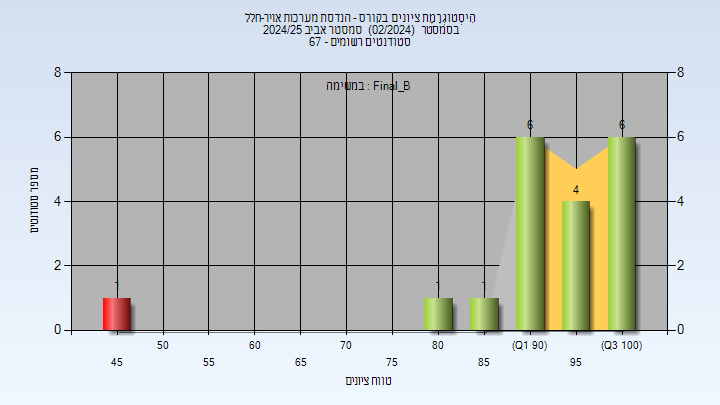 היסטוגרמת ציונים בקורס - הנדסת מערכות אויר-חלל
בסמסטר (02/2024) סמסטר אביב 2024/25
סטודנטים רשומים - 67
במשימה : Final_B
מספר סטודנטים
8 8
6 6
4 4
2 2
0 0
1 1 1 6 4 6
50 60 70 80 (Q1 90) (Q3 100)
45 55 65 75 85 95
טווח ציונים